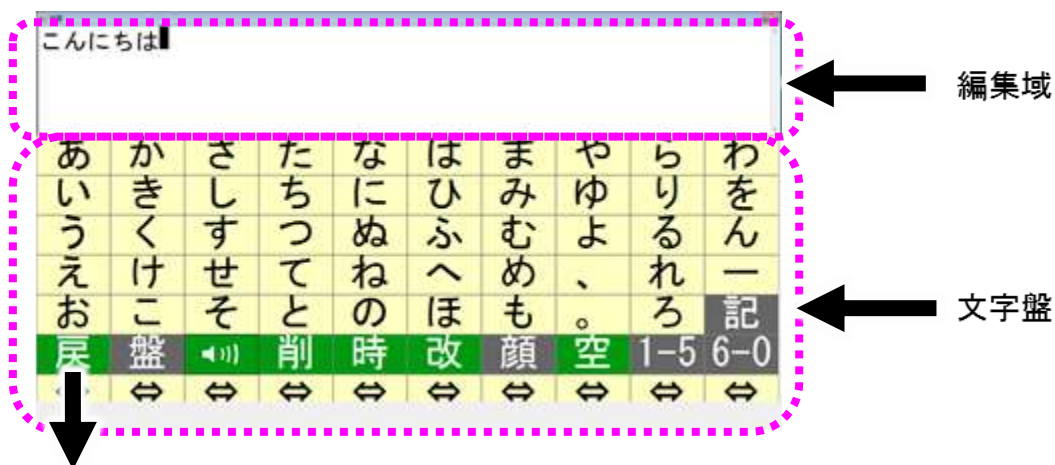 こんにちは
編集域
あ か さ た な は ま や ら わ
い き し ち に ひ み ゆ り を
う く す つ ぬ ふ む よ る ん
え け せ て ね へ め 、 れ ー
お こ そ と の ほ も 。 ろ 記
文字盤
戻 盤 削 時 改 顔 空 1-5 6-0
⇔ ⇔ ⇔ ⇔ ⇔ ⇔ ⇔ ⇔ ⇔ ⇔